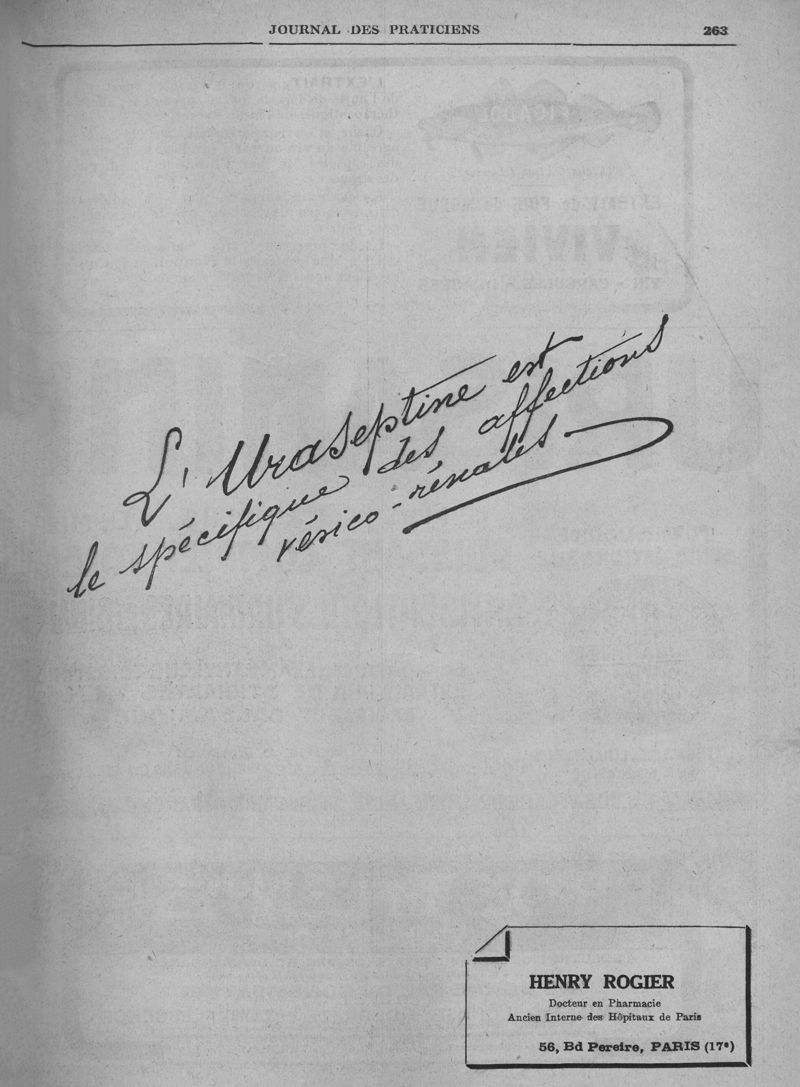 JOURNAL DES PRATICIENS 263
L'Uraseptine est
le spécifique des affections
vésico-rénales
HENRY ROGIER
Docteur en Pharmacie
Ancien Interne des Hôpitaux de Paris
56, Bd Pereire, PARIS (17e)